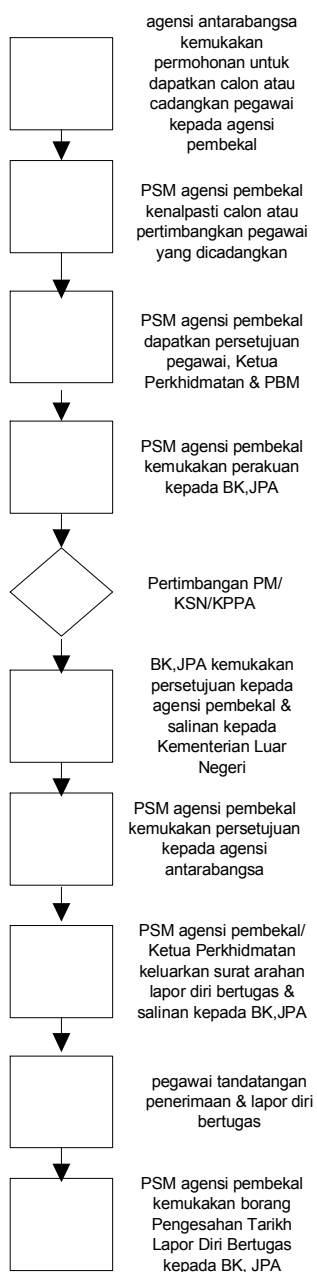 agensi antarabangsa
kemukakan
permohonan untuk
dapatkan calon atau
cadangkan pegawai
kepada agensi
pembekal
PSM agensi pembekal
kenalpasti calon atau
pertimbangkan pegawai
yang dicadangkan
PSM agensi pembekal
dapatkan persetujuan
pegawai, Ketua
Perkhidmatan & PBM
PSM agensi pembekal
kemukakan perakuan
kepada BK,JPA
Pertimbangan PM/
KSN/KPPA
BK,JPA kemukakan
persetujuan kepada
agensi pembekal &
salinan kepada
Kementerian Luar
Negeri
PSM agensi pembekal
kemukakan persetujuan
kepada agensi
antarabangsa
PSM agensi pembekal/
Ketua Perkhidmatan
keluarkan surat arahan
lapor diri bertugas &
salinan kepada BK,JPA
pegawai tandatangan
penerimaan & lapor diri
bertugas
PSM agensi pembekal
kemukakan borang
Pengesahan Tarikh
Lapor Diri Bertugas
kepada BK, JPA